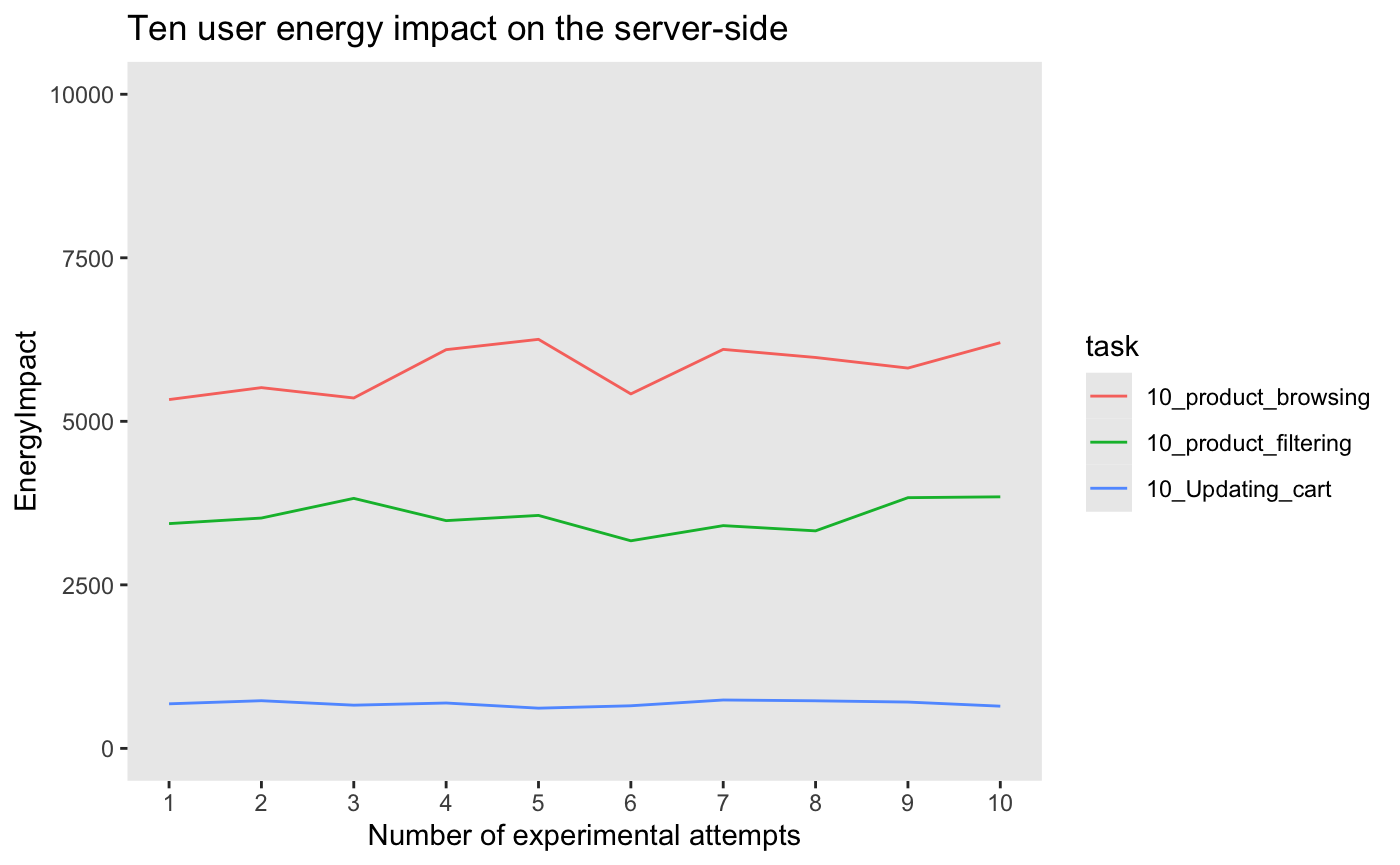 Ten user energy impact on the server-side
10000
7500
5000
2500
0
EnergyImpact
1 2 3 4 5 6 7 8 9 10
Number of experimental attempts
task
10_product_browsing
10_product_filtering
10_Updating_cart